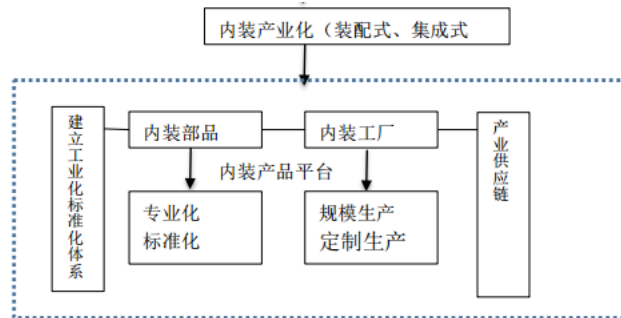 内装产业化（装配式、集成式
建立工业化标准化体系
内装部品
内装工厂
产业供应链
内装产品平台
专业化
标准化
规模生产
定制生产